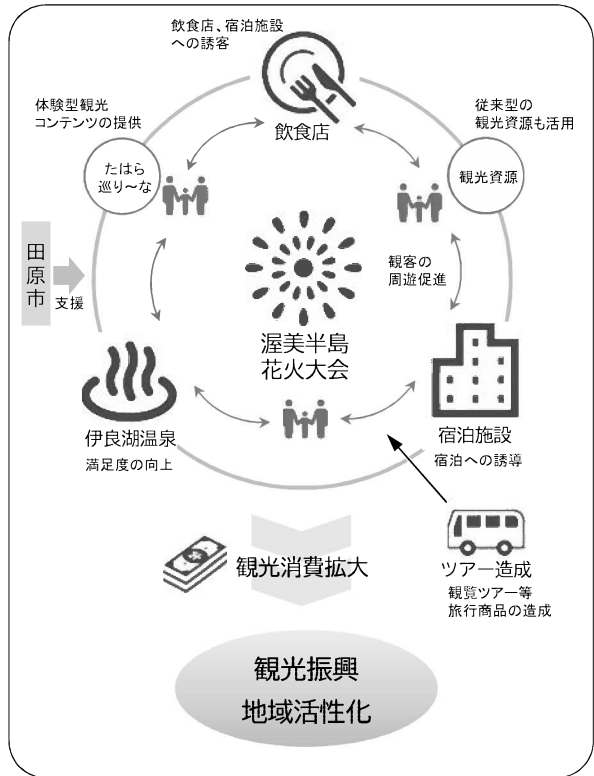 飲食店、宿泊施設
への誘客
飲食店
体験型観光
コンテンツの提供
たはら
巡り～な
従来型の
観光資源も活用
観光資源
田原市
支援
観客の
周遊促進
渥美半島
花火大会
伊良湖温泉
満足度の向上
宿泊施設
宿泊への誘導
ツアー造成
観覧ツアー等
旅行商品の造成
観光消費拡大
観光振興
地域活性化